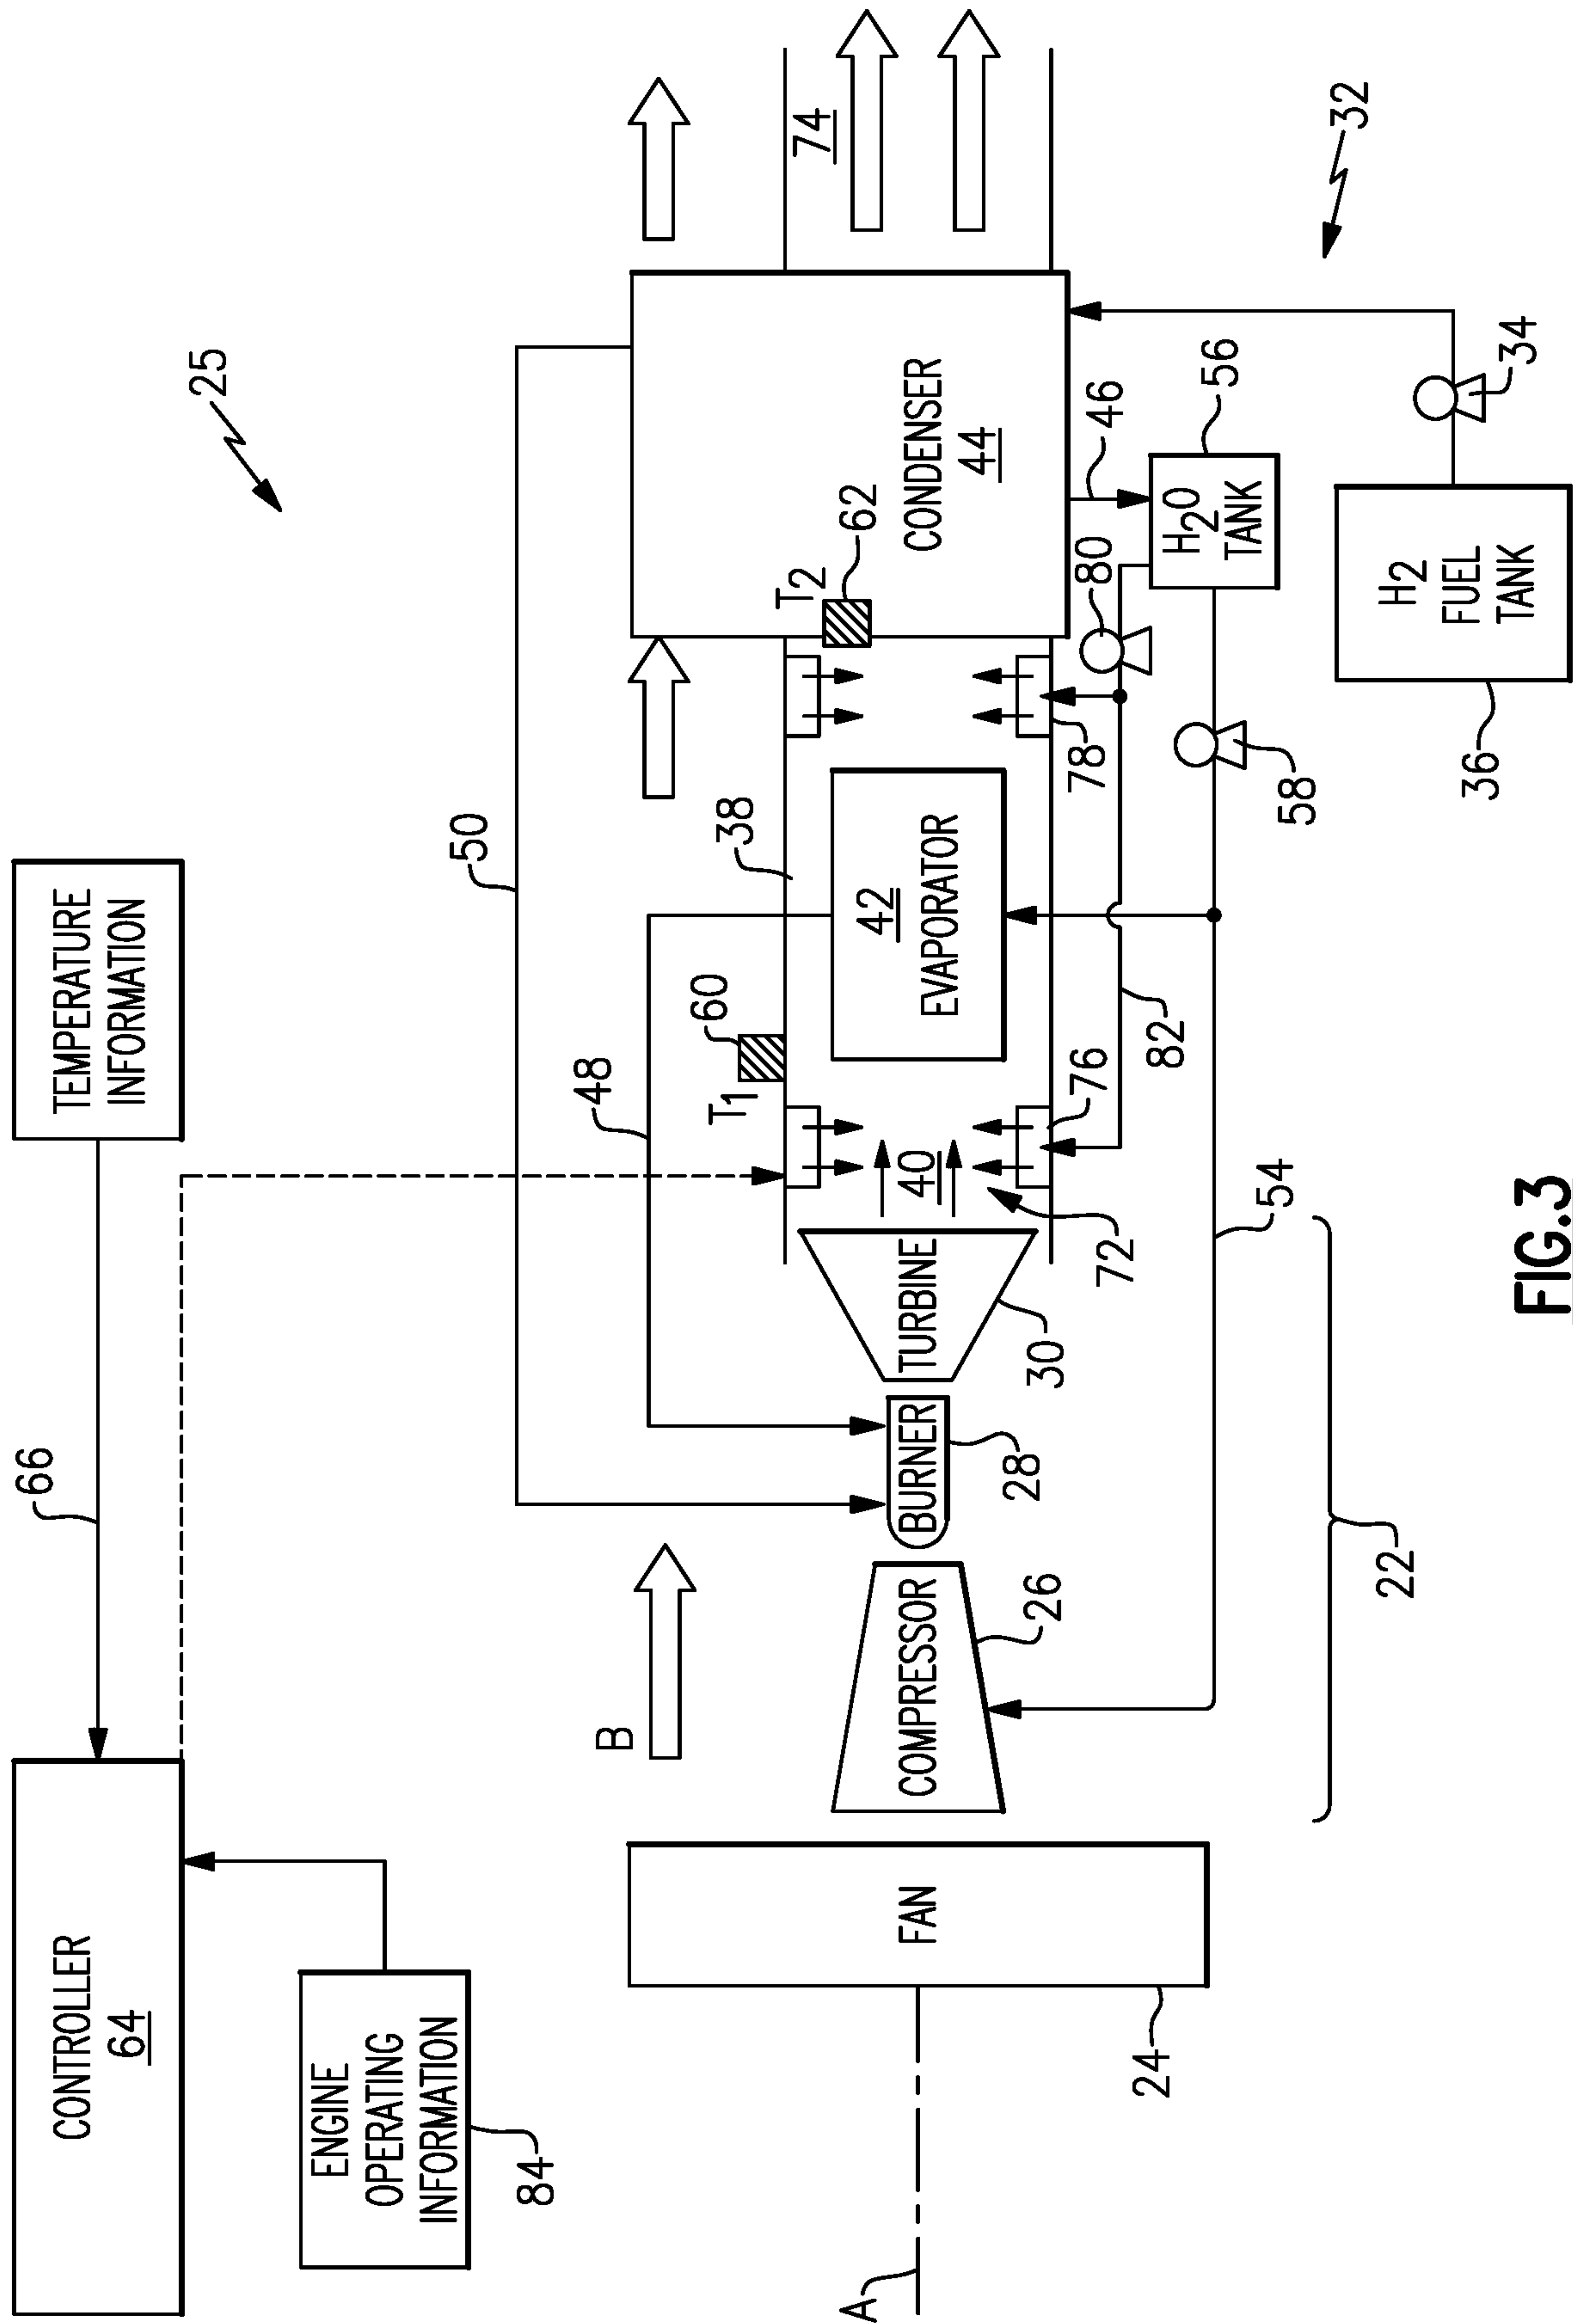 CONTROLLER
64
66
TEMPERATURE
INFORMATION
ENGINE
OPERATING
INFORMATION
84
25
50
48
B
T1
60
38
T2
62
74
A
FAN
24
COMPRESSOR
26
BURNER
28
TURBINE
30
40
72
76
42
EVAPORATOR
78
80
82
CONDENSER
44
46
H2O
TANK
56
54
58
22
H2
FUEL
TANK
36
34
32
FIG.3